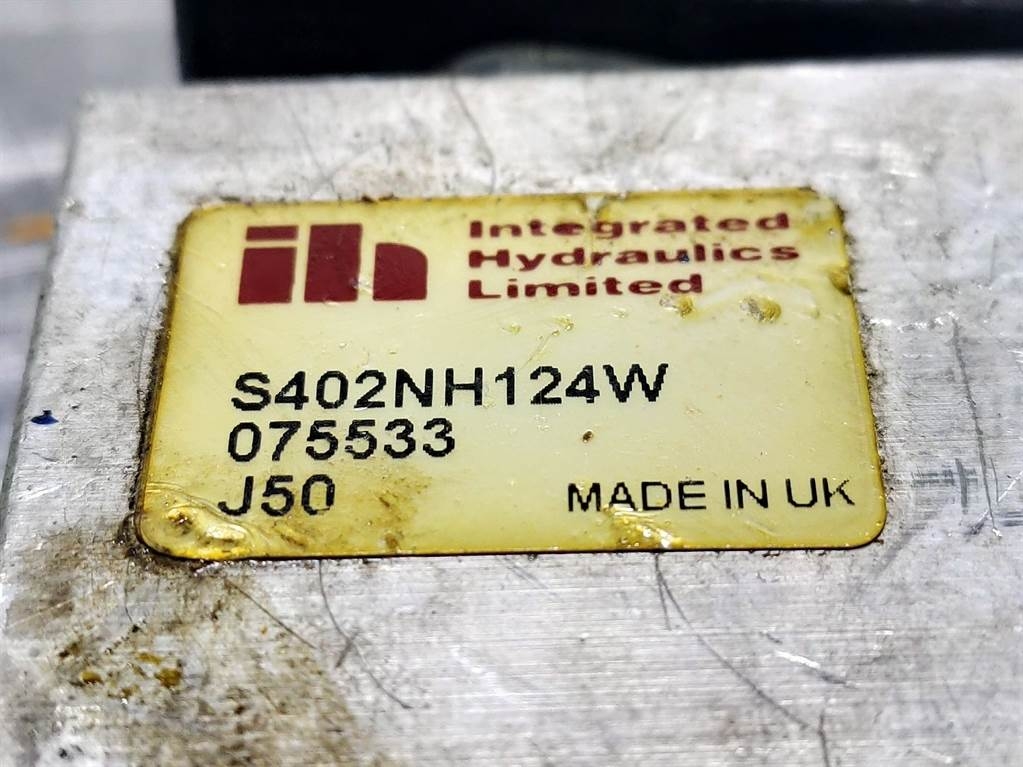 ih
Integrated
Hydraulics
Limited
S402NH124W
075533
J50
MADE IN UK